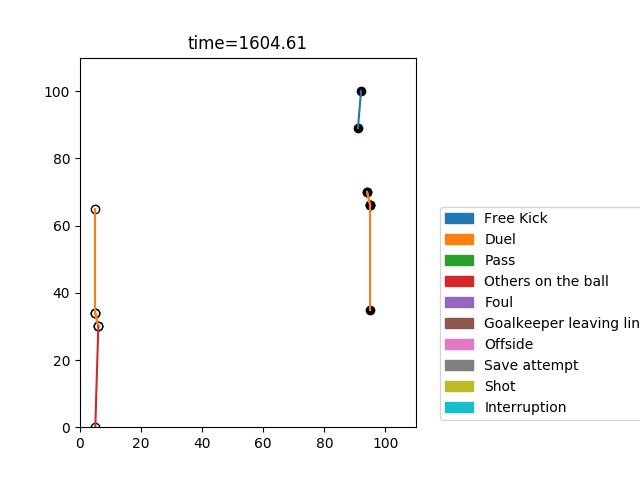 time=1604.61
100
80
60
40
20
0
0 20 40 60 80 100
Free Kick
Duel
Pass
Others on the ball
Foul
Goalkeeper leaving lin
Offside
Save attempt
Shot
Interruption